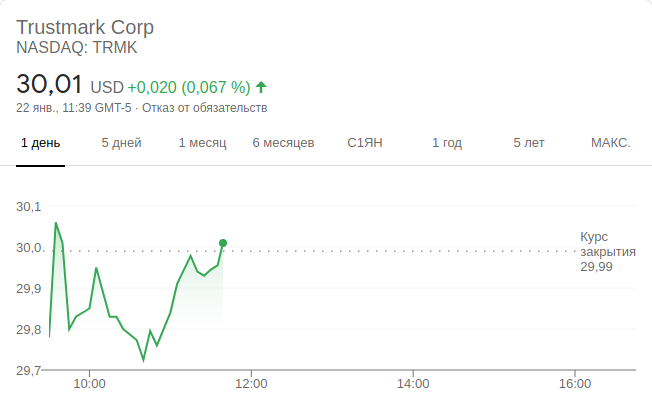 Trustmark Corp
NASDAQ: TRMK
30,01 USD +0,020 (0,067 %)
22 янв., 11:39 GMT-5 · Отказ от обязательств
1 день 5 дней 1 месяц 6 месяцев С1ЯН 1 год 5 лет МАКС.
30,1
30,0
29,9
29,8
29,7
Курс
закрытия
29,99
10:00 12:00 14:00 16:00